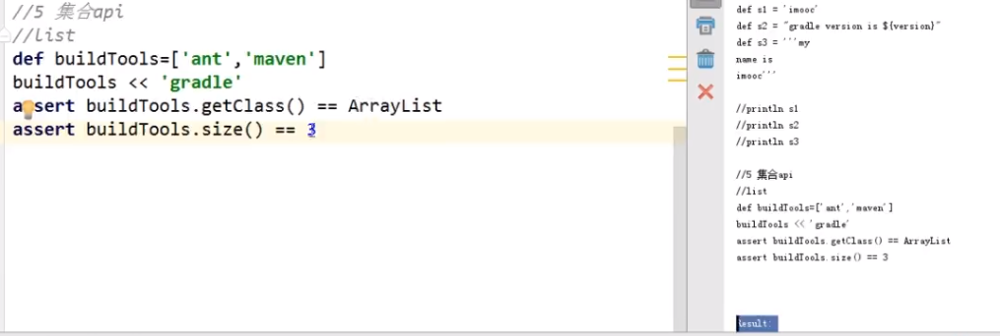 //5 集合api
//list
def buildTools=['ant','maven']
buildTools << 'gradle'
assert buildTools.getClass() == ArrayList
assert buildTools.size() == 3
def s1 = 'imooc'
def s2 = "gradle version is ${version}"
def s3 = '''my
name is
imooc'''
//println s1
//println s2
//println s3
//5 集合api
//list
def buildTools=['ant','maven']
buildTools << 'gradle'
assert buildTools.getClass() == ArrayList
assert buildTools.size() == 3
Result: